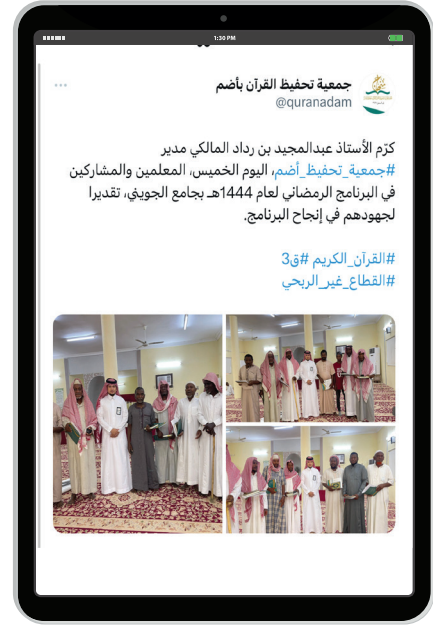 1:30 PM
جمعية تحفيظ القرآن بأضم
@quranadam
كرّم الأستاذ عبدالمجيد بن رداد المالكي مدير
#جمعية_تحفيظ_أضم، اليوم الخميس، المعلمين والمشاركين
في البرنامج الرمضاني لعام 1444هـ بجامع الجويني، تقديرا
لجهودهم في إنجاح البرنامج.
#القرآن_الكريم #ق3
#القطاع_غير_الربحي